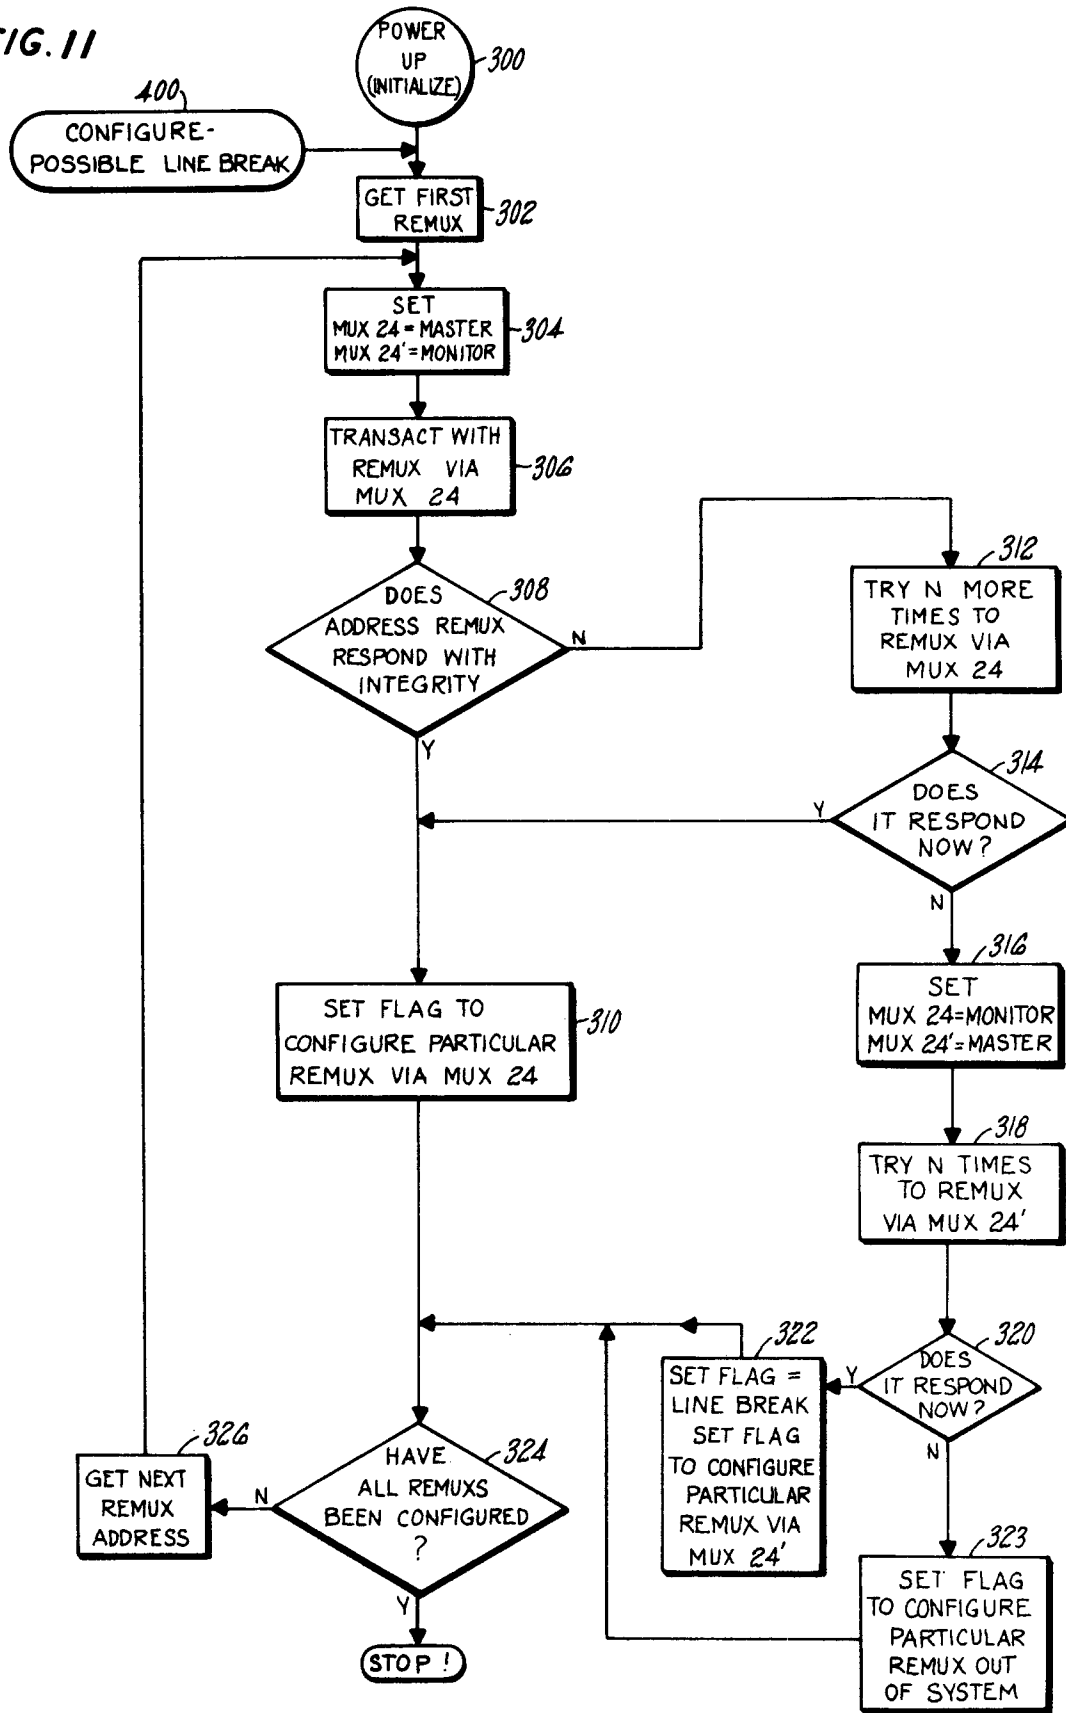 FIG. 11
POWER
UP
(INITIALIZE)
300
400
CONFIGURE-
POSSIBLE LINE BREAK
GET FIRST
REMUX
302
SET
MUX 24 = MASTER
MUX 24' = MONITOR
304
TRANSACT WITH
REMUX VIA
MUX 24
306
DOES
ADDRESS REMUX
RESPOND WITH
INTEGRITY
308
N
Y
312
TRY N MORE
TIMES TO
REMUX VIA
MUX 24
314
DOES
IT RESPOND
NOW?
Y
N
316
SET
MUX 24=MONITOR
MUX 24'=MASTER
SET FLAG TO
CONFIGURE PARTICULAR
REMUX VIA MUX 24
310
318
TRY N TIMES
TO REMUX
VIA MUX 24'
320
DOES
IT RESPOND
NOW?
Y
N
322
SET FLAG =
LINE BREAK
SET FLAG
TO CONFIGURE
PARTICULAR
REMUX VIA
MUX 24'
323
SET FLAG
TO CONFIGURE
PARTICULAR
REMUX OUT
OF SYSTEM
324
HAVE
ALL REMUXS
BEEN CONFIGURED
?
N
Y
326
GET NEXT
REMUX
ADDRESS
STOP !